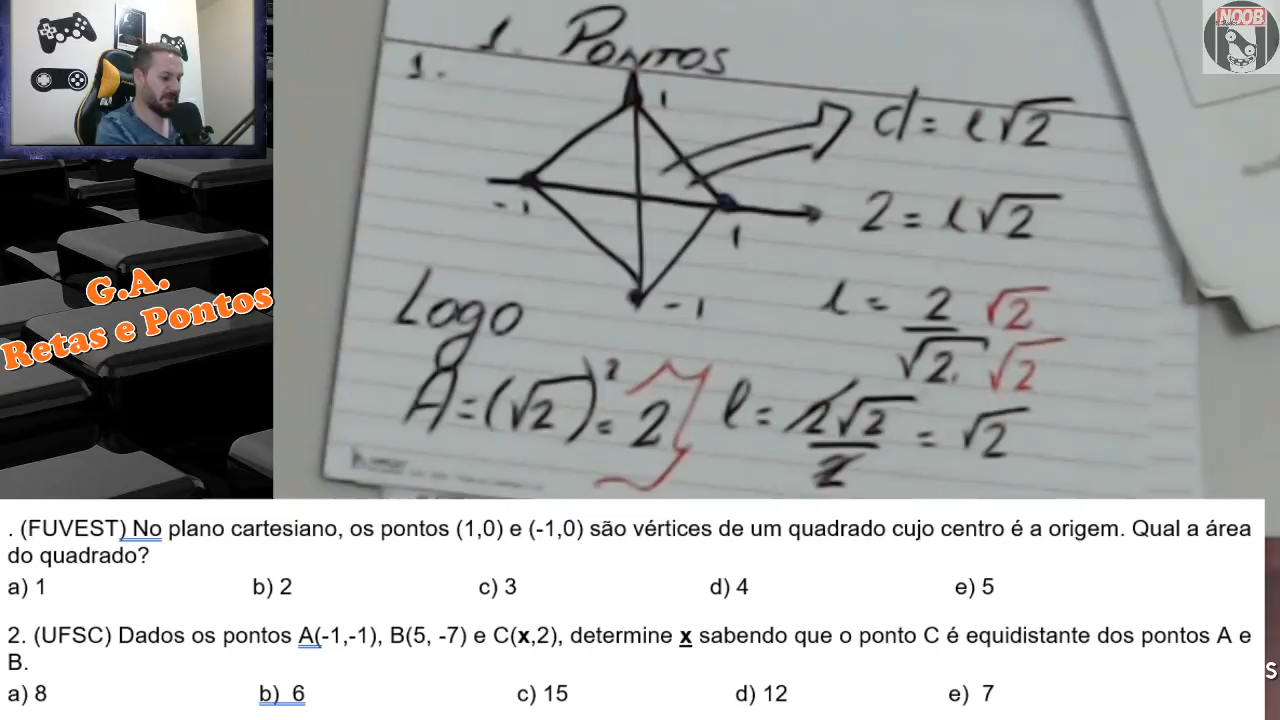 NOOB
1. PONTOS
1.
1
d = l√2
-1
1
2 = l√2
-1
Logo
l = 2/√2 √2/√2
A = (√2)² = 2
l = 2√2/2 = √2
G.A.
Retas e Pontos
. (FUVEST) No plano cartesiano, os pontos (1,0) e (-1,0) são vértices de um quadrado cujo centro é a origem. Qual a área
do quadrado?
a) 1 b) 2 c) 3 d) 4 e) 5
2. (UFSC) Dados os pontos A(-1,-1), B(5, -7) e C(x,2), determine x sabendo que o ponto C é equidistante dos pontos A e
B.
a) 8 b) 6 c) 15 d) 12 e) 7
s